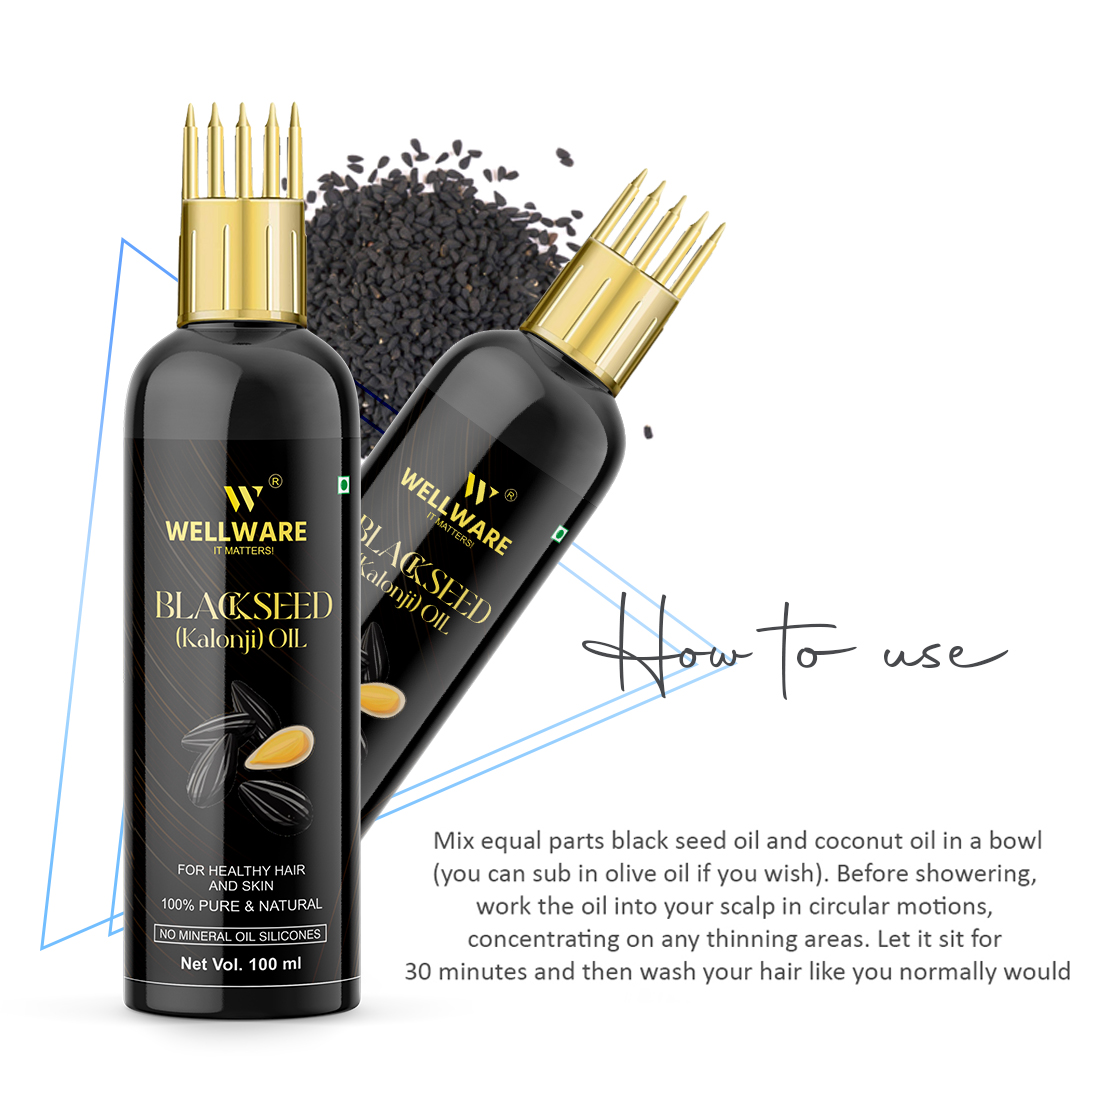 W ®
WELLWARE
IT MATTERS!
BLACKSEED
(Kalonji) OIL
FOR HEALTHY HAIR
AND SKIN
100% PURE & NATURAL
NO MINERAL OIL SILICONES
Net Vol. 100 ml
W ®
WELLWARE
IT MATTERS!
BLACKSEED
(Kalonji) OIL
How to use
Mix equal parts black seed oil and coconut oil in a bowl
(you can sub in olive oil if you wish). Before showering,
work the oil into your scalp in circular motions,
concentrating on any thinning areas. Let it sit for
30 minutes and then wash your hair like you normally would